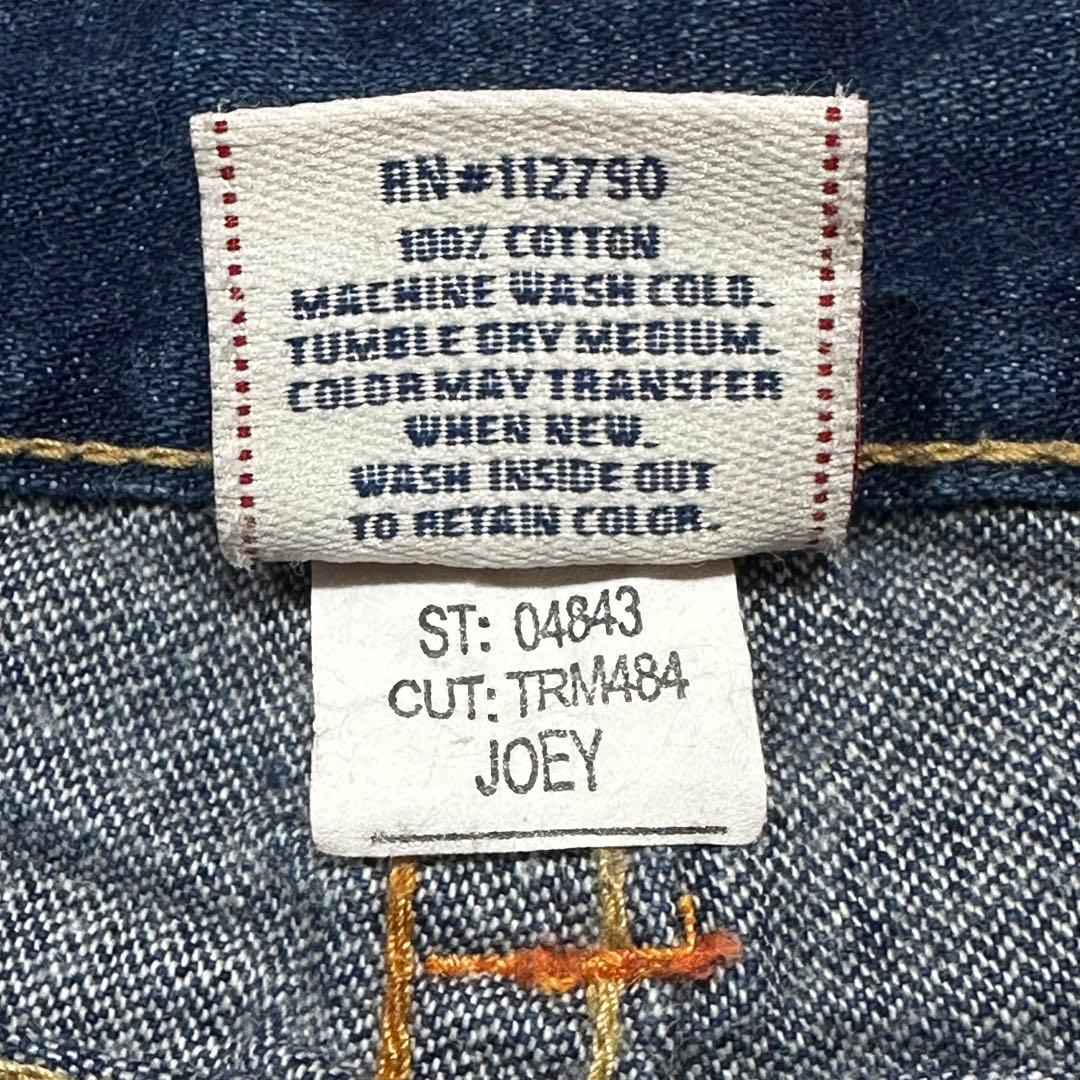 RN#112790
100% COTTON
MACHINE WASH COLD.
TUMBLE DRY MEDIUM.
COLOR MAY TRANSFER
WHEN NEW.
WASH INSIDE OUT
TO RETAIN COLOR.
ST: 04843
CUT: TRM484
JOEY